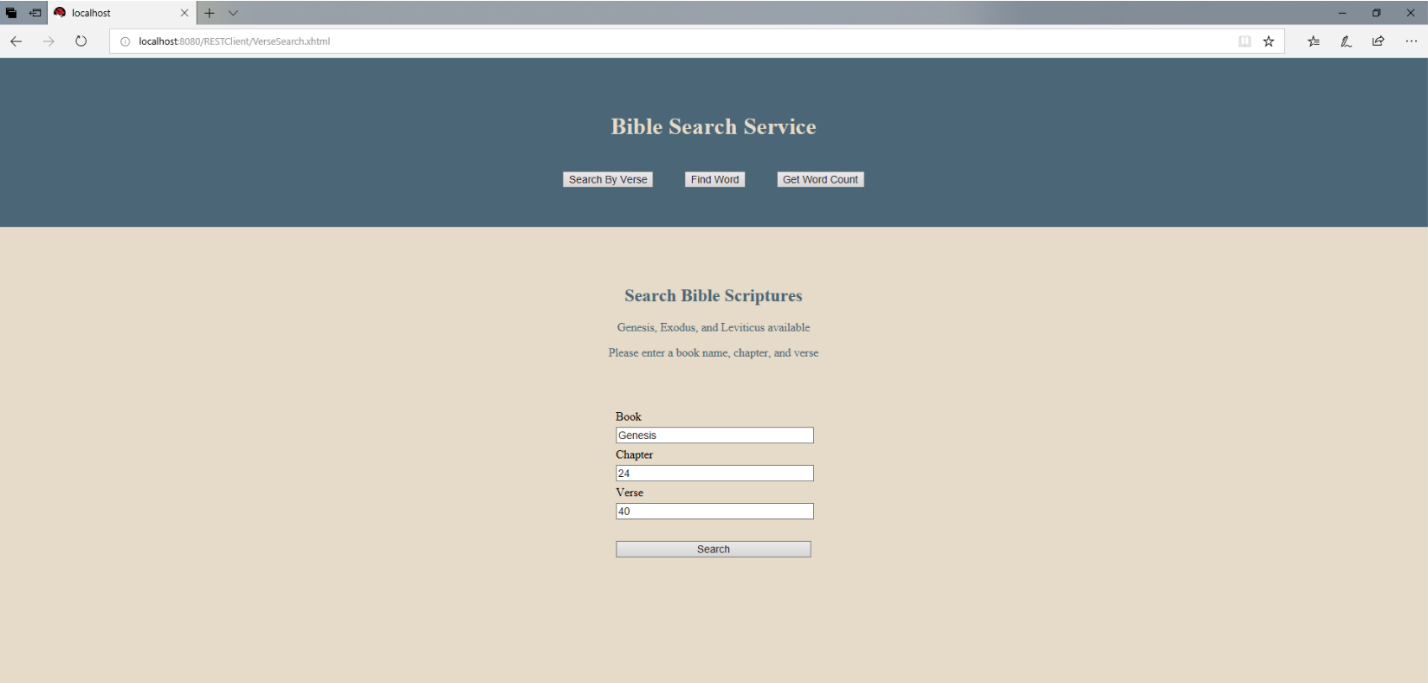 localhost
localhost:8080/RESTClient/VerseSearch.xhtml
Bible Search Service
Search By Verse Find Word Get Word Count
Search Bible Scriptures
Genesis, Exodus, and Leviticus available
Please enter a book name, chapter, and verse
Book
Genesis
Chapter
24
Verse
40
Search